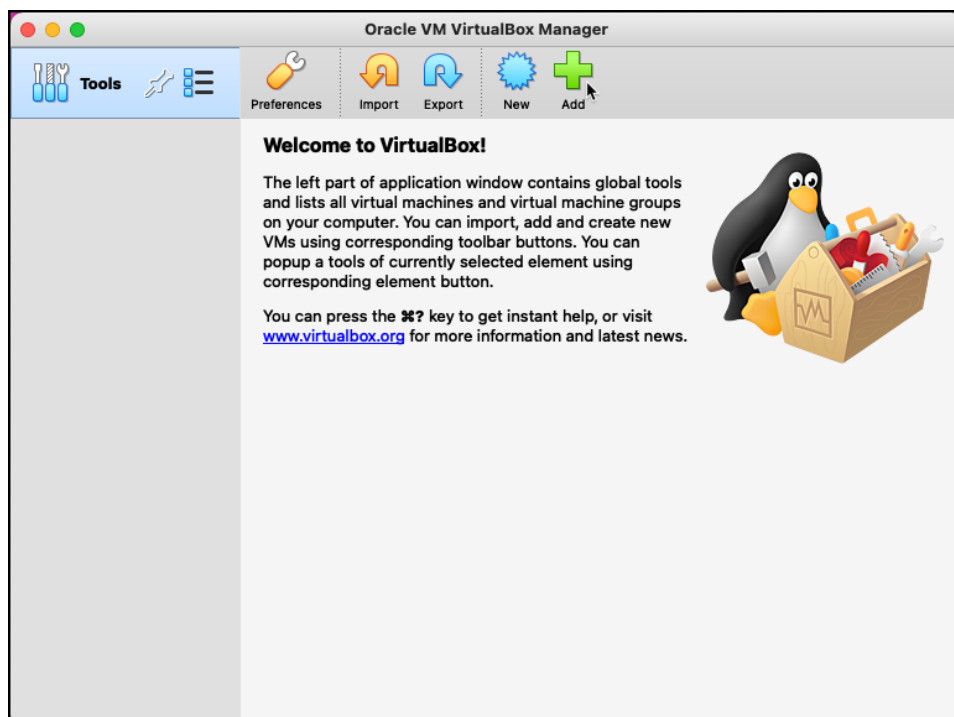 Oracle VM VirtualBox Manager
Tools
Preferences
Import
Export
New
Add
Welcome to VirtualBox!
The left part of application window contains global tools
and lists all virtual machines and virtual machine groups
on your computer. You can import, add and create new
VMs using corresponding toolbar buttons. You can
popup a tools of currently selected element using
corresponding element button.
You can press the ⌘? key to get instant help, or visit
www.virtualbox.org for more information and latest news.